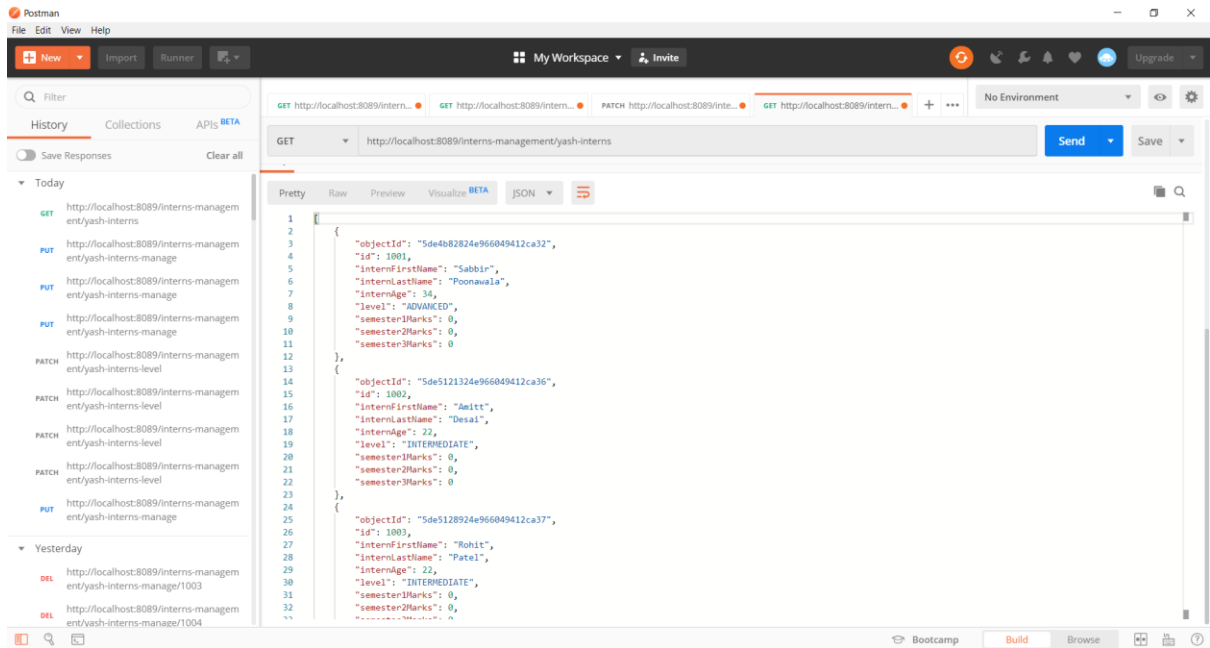 Postman
File Edit View Help
New Import Runner My Workspace Invite Upgrade
Filter
History Collections APIs BETA
Save Responses Clear all
Today
GET http://localhost:8089/interns-managem
ent/yash-interns
PUT http://localhost:8089/interns-managem
ent/yash-interns-manage
PUT http://localhost:8089/interns-managem
ent/yash-interns-manage
PUT http://localhost:8089/interns-managem
ent/yash-interns-manage
PATCH http://localhost:8089/interns-managem
ent/yash-interns-level
PATCH http://localhost:8089/interns-managem
ent/yash-interns-level
PATCH http://localhost:8089/interns-managem
ent/yash-interns-level
PATCH http://localhost:8089/interns-managem
ent/yash-interns-level
PUT http://localhost:8089/interns-managem
ent/yash-interns-manage
Yesterday
DEL http://localhost:8089/interns-managem
ent/yash-interns-manage/1003
DEL http://localhost:8089/interns-managem
ent/yash-interns-manage/1004
GET http://localhost:8089/intern... GET http://localhost:8089/intern... PATCH http://localhost:8089/inte... GET http://localhost:8089/intern... + ... No Environment
GET http://localhost:8089/interns-management/yash-interns Send Save
Pretty Raw Preview Visualize BETA JSON
1 [
2 {
3 "objectId": "5de4b82824e966049412ca32",
4 "id": 1001,
5 "internFirstName": "Sabbir",
6 "internLastName": "Poonawala",
7 "internAge": 34,
8 "level": "ADVANCED",
9 "semester1Marks": 0,
10 "semester2Marks": 0,
11 "semester3Marks": 0
12 },
13 {
14 "objectId": "5de5121324e966049412ca36",
15 "id": 1002,
16 "internFirstName": "Amitt",
17 "internLastName": "Desai",
18 "internAge": 22,
19 "level": "INTERMEDIATE",
20 "semester1Marks": 0,
21 "semester2Marks": 0,
22 "semester3Marks": 0
23 },
24 {
25 "objectId": "5de5128924e966049412ca37",
26 "id": 1003,
27 "internFirstName": "Rohit",
28 "internLastName": "Patel",
29 "internAge": 22,
30 "level": "INTERMEDIATE",
31 "semester1Marks": 0,
32 "semester2Marks": 0,
Bootcamp Build Browse